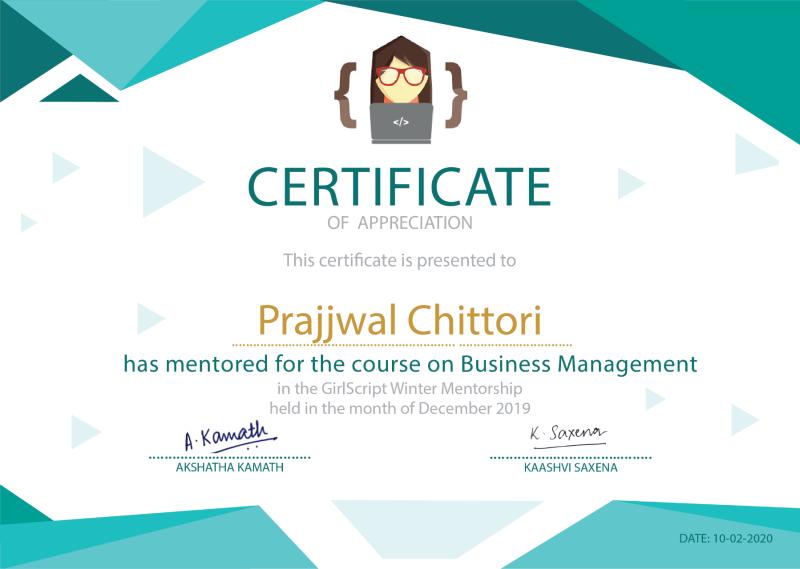 </>
CERTIFICATE
OF APPRECIATION
This certificate is presented to
Prajjwal Chittori
has mentored for the course on Business Management
in the GirlScript Winter Mentorship
held in the month of December 2019
A. Kamath
K. Saxena
AKSHATHA KAMATH
KAASHVI SAXENA
DATE: 10-02-2020